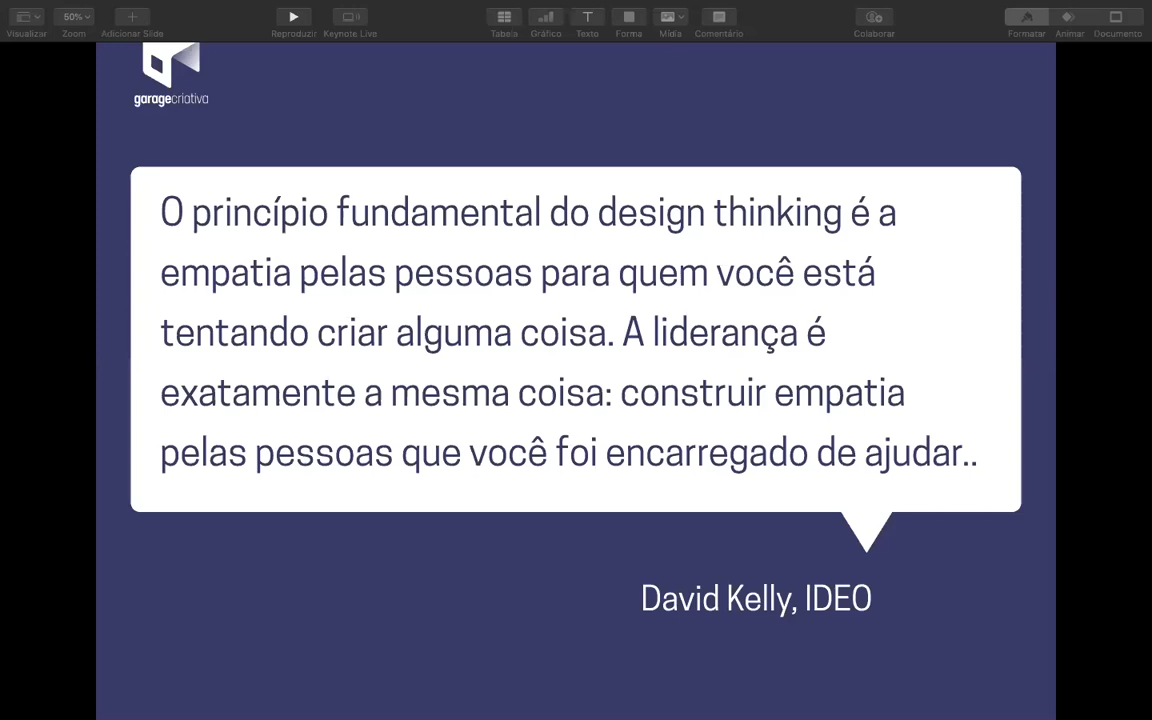 50%
Visualizar Zoom Adicionar Slide Reproduzir Keynote Live Tabela Gráfico Texto Forma Mídia Comentário Colaborar Formatar Animar Documento
garagecriativa
O princípio fundamental do design thinking é a
empatia pelas pessoas para quem você está
tentando criar alguma coisa. A liderança é
exatamente a mesma coisa: construir empatia
pelas pessoas que você foi encarregado de ajudar..
David Kelly, IDEO